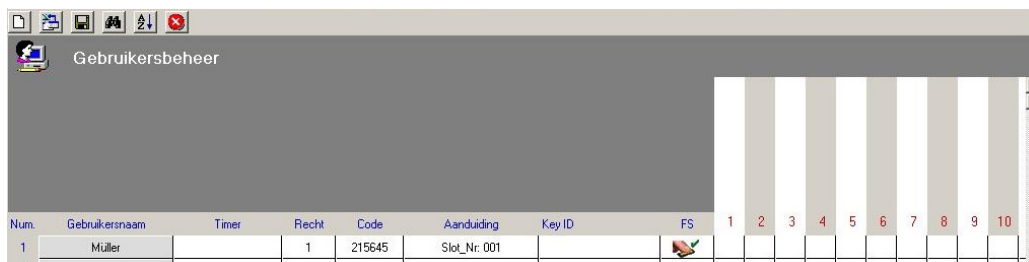 Gebruikersbeheer
Num. Gebruikersnaam Timer Recht Code Aanduiding Key ID FS 1 2 3 4 5 6 7 8 9 10
1 Müller 1 215645 Slot_Nr: 001